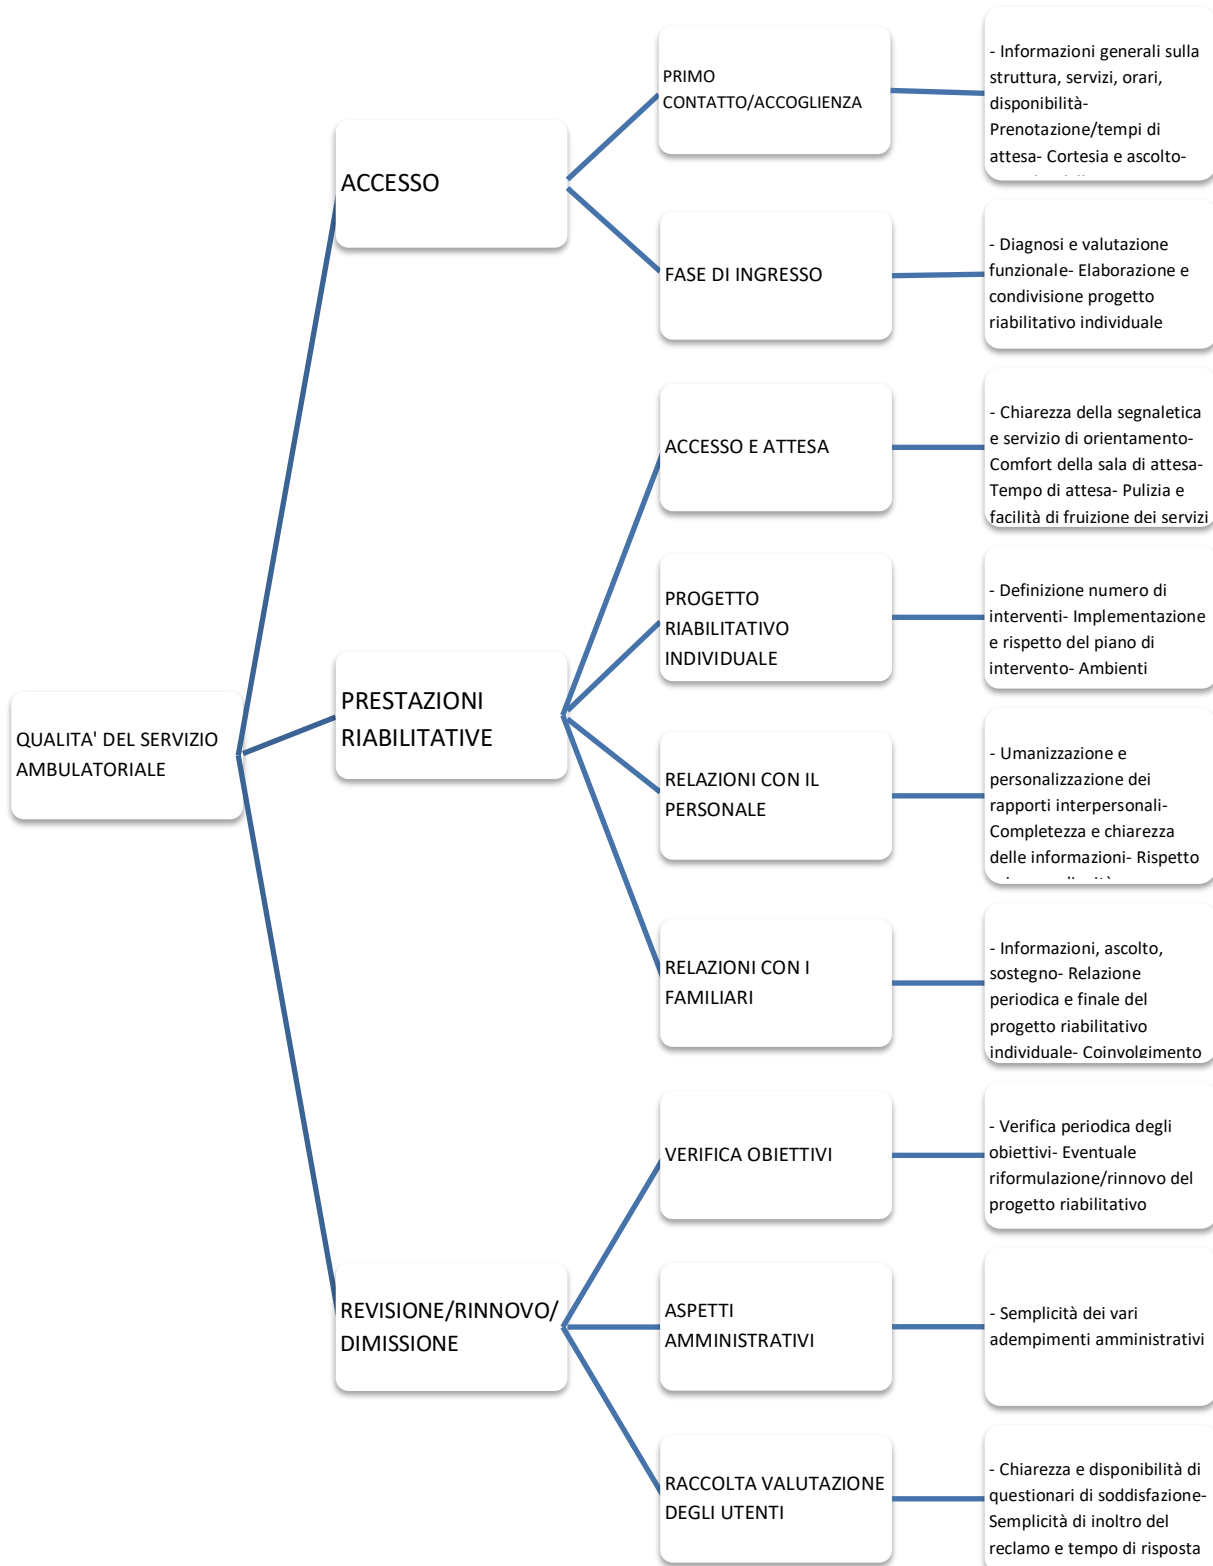 QUALITA' DEL SERVIZIO
AMBULATORIALE
ACCESSO
PRIMO
CONTATTO/ACCOGLIENZA
- Informazioni generali sulla
struttura, servizi, orari,
disponibilità-
Prenotazione/tempi di
attesa- Cortesia e ascolto-
FASE DI INGRESSO
- Diagnosi e valutazione
funzionale- Elaborazione e
condivisione progetto
riabilitativo individuale
PRESTAZIONI
RIABILITATIVE
ACCESSO E ATTESA
- Chiarezza della segnaletica
e servizio di orientamento-
Comfort della sala di attesa-
Tempo di attesa- Pulizia e
facilità di fruizione dei servizi
PROGETTO
RIABILITATIVO
INDIVIDUALE
- Definizione numero di
interventi- Implementazione
e rispetto del piano di
intervento- Ambienti
RELAZIONI CON IL
PERSONALE
- Umanizzazione e
personalizzazione dei
rapporti interpersonali-
Completezza e chiarezza
delle informazioni- Rispetto
RELAZIONI CON I
FAMILIARI
- Informazioni, ascolto,
sostegno- Relazione
periodica e finale del
progetto riabilitativo
individuale- Coinvolgimento
REVISIONE/RINNOVO/
DIMISSIONE
VERIFICA OBIETTIVI
- Verifica periodica degli
obiettivi- Eventuale
riformulazione/rinnovo del
progetto riabilitativo
ASPETTI
AMMINISTRATIVI
- Semplicità dei vari
adempimenti amministrativi
RACCOLTA VALUTAZIONE
DEGLI UTENTI
- Chiarezza e disponibilità di
questionari di soddisfazione-
Semplicità di inoltro del
reclamo e tempo di risposta